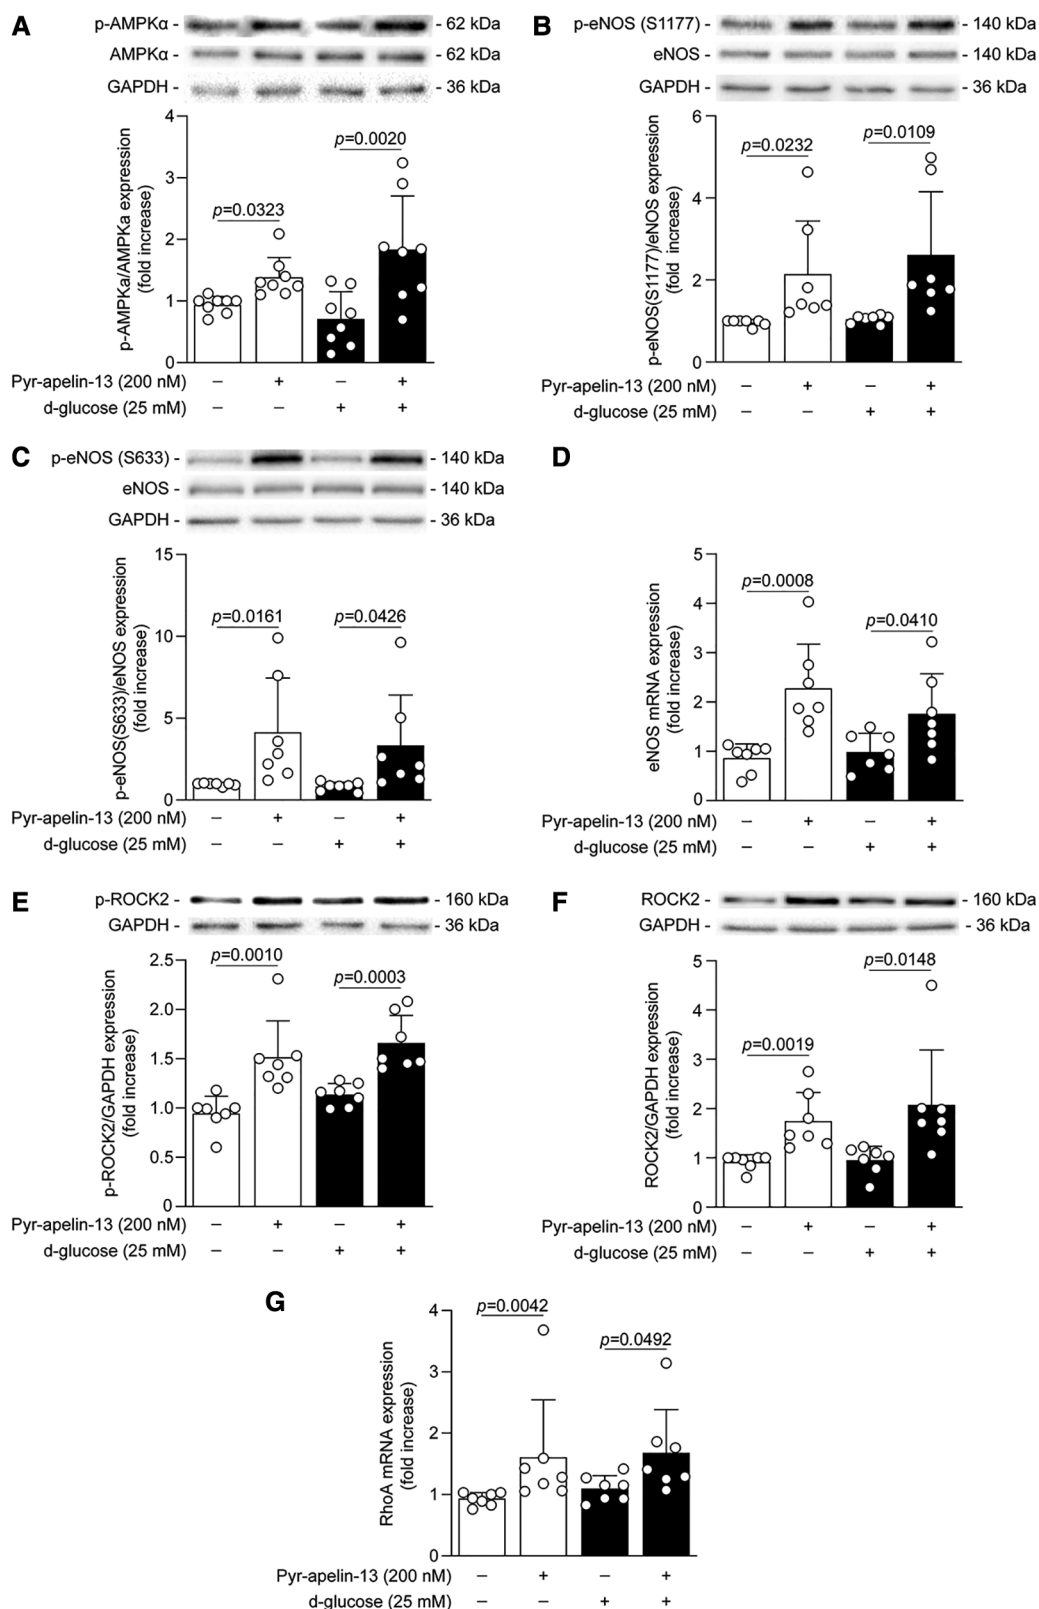 A
p-AMPKα -
- 62 kDa
AMPKα -
- 62 kDa
GAPDH -
- 36 kDa
p-AMPKa/AMPKa expression
(fold increase)
4
3
2
1
0
p=0.0323
p=0.0020
Pyr-apelin-13 (200 nM) – + – +
d-glucose (25 mM) – – + +
B
p-eNOS (S1177) -
- 140 kDa
eNOS -
- 140 kDa
GAPDH -
- 36 kDa
p-eNOS(S1177)/eNOS expression
(fold increase)
6
4
2
0
p=0.0232
p=0.0109
Pyr-apelin-13 (200 nM) – + – +
d-glucose (25 mM) – – + +
C
p-eNOS (S633) -
- 140 kDa
eNOS -
- 140 kDa
GAPDH -
- 36 kDa
p-eNOS(S633)/eNOS expression
(fold increase)
15
10
5
0
p=0.0161
p=0.0426
Pyr-apelin-13 (200 nM) – + – +
d-glucose (25 mM) – – + +
D
eNOS mRNA expression
(fold increase)
5
4
3
2
1
0
p=0.0008
p=0.0410
Pyr-apelin-13 (200 nM) – + – +
d-glucose (25 mM) – – + +
E
p-ROCK2 -
- 160 kDa
GAPDH -
- 36 kDa
p-ROCK2/GAPDH expression
(fold increase)
2.5
2.0
1.5
1.0
0.5
0
p=0.0010
p=0.0003
Pyr-apelin-13 (200 nM) – + – +
d-glucose (25 mM) – – + +
F
ROCK2 -
- 160 kDa
GAPDH -
- 36 kDa
ROCK2/GAPDH expression
(fold increase)
5
4
3
2
1
0
p=0.0019
p=0.0148
Pyr-apelin-13 (200 nM) – + – +
d-glucose (25 mM) – – + +
G
RhoA mRNA expression
(fold increase)
4
3
2
1
0
p=0.0042
p=0.0492
Pyr-apelin-13 (200 nM) – + – +
d-glucose (25 mM) – – + +